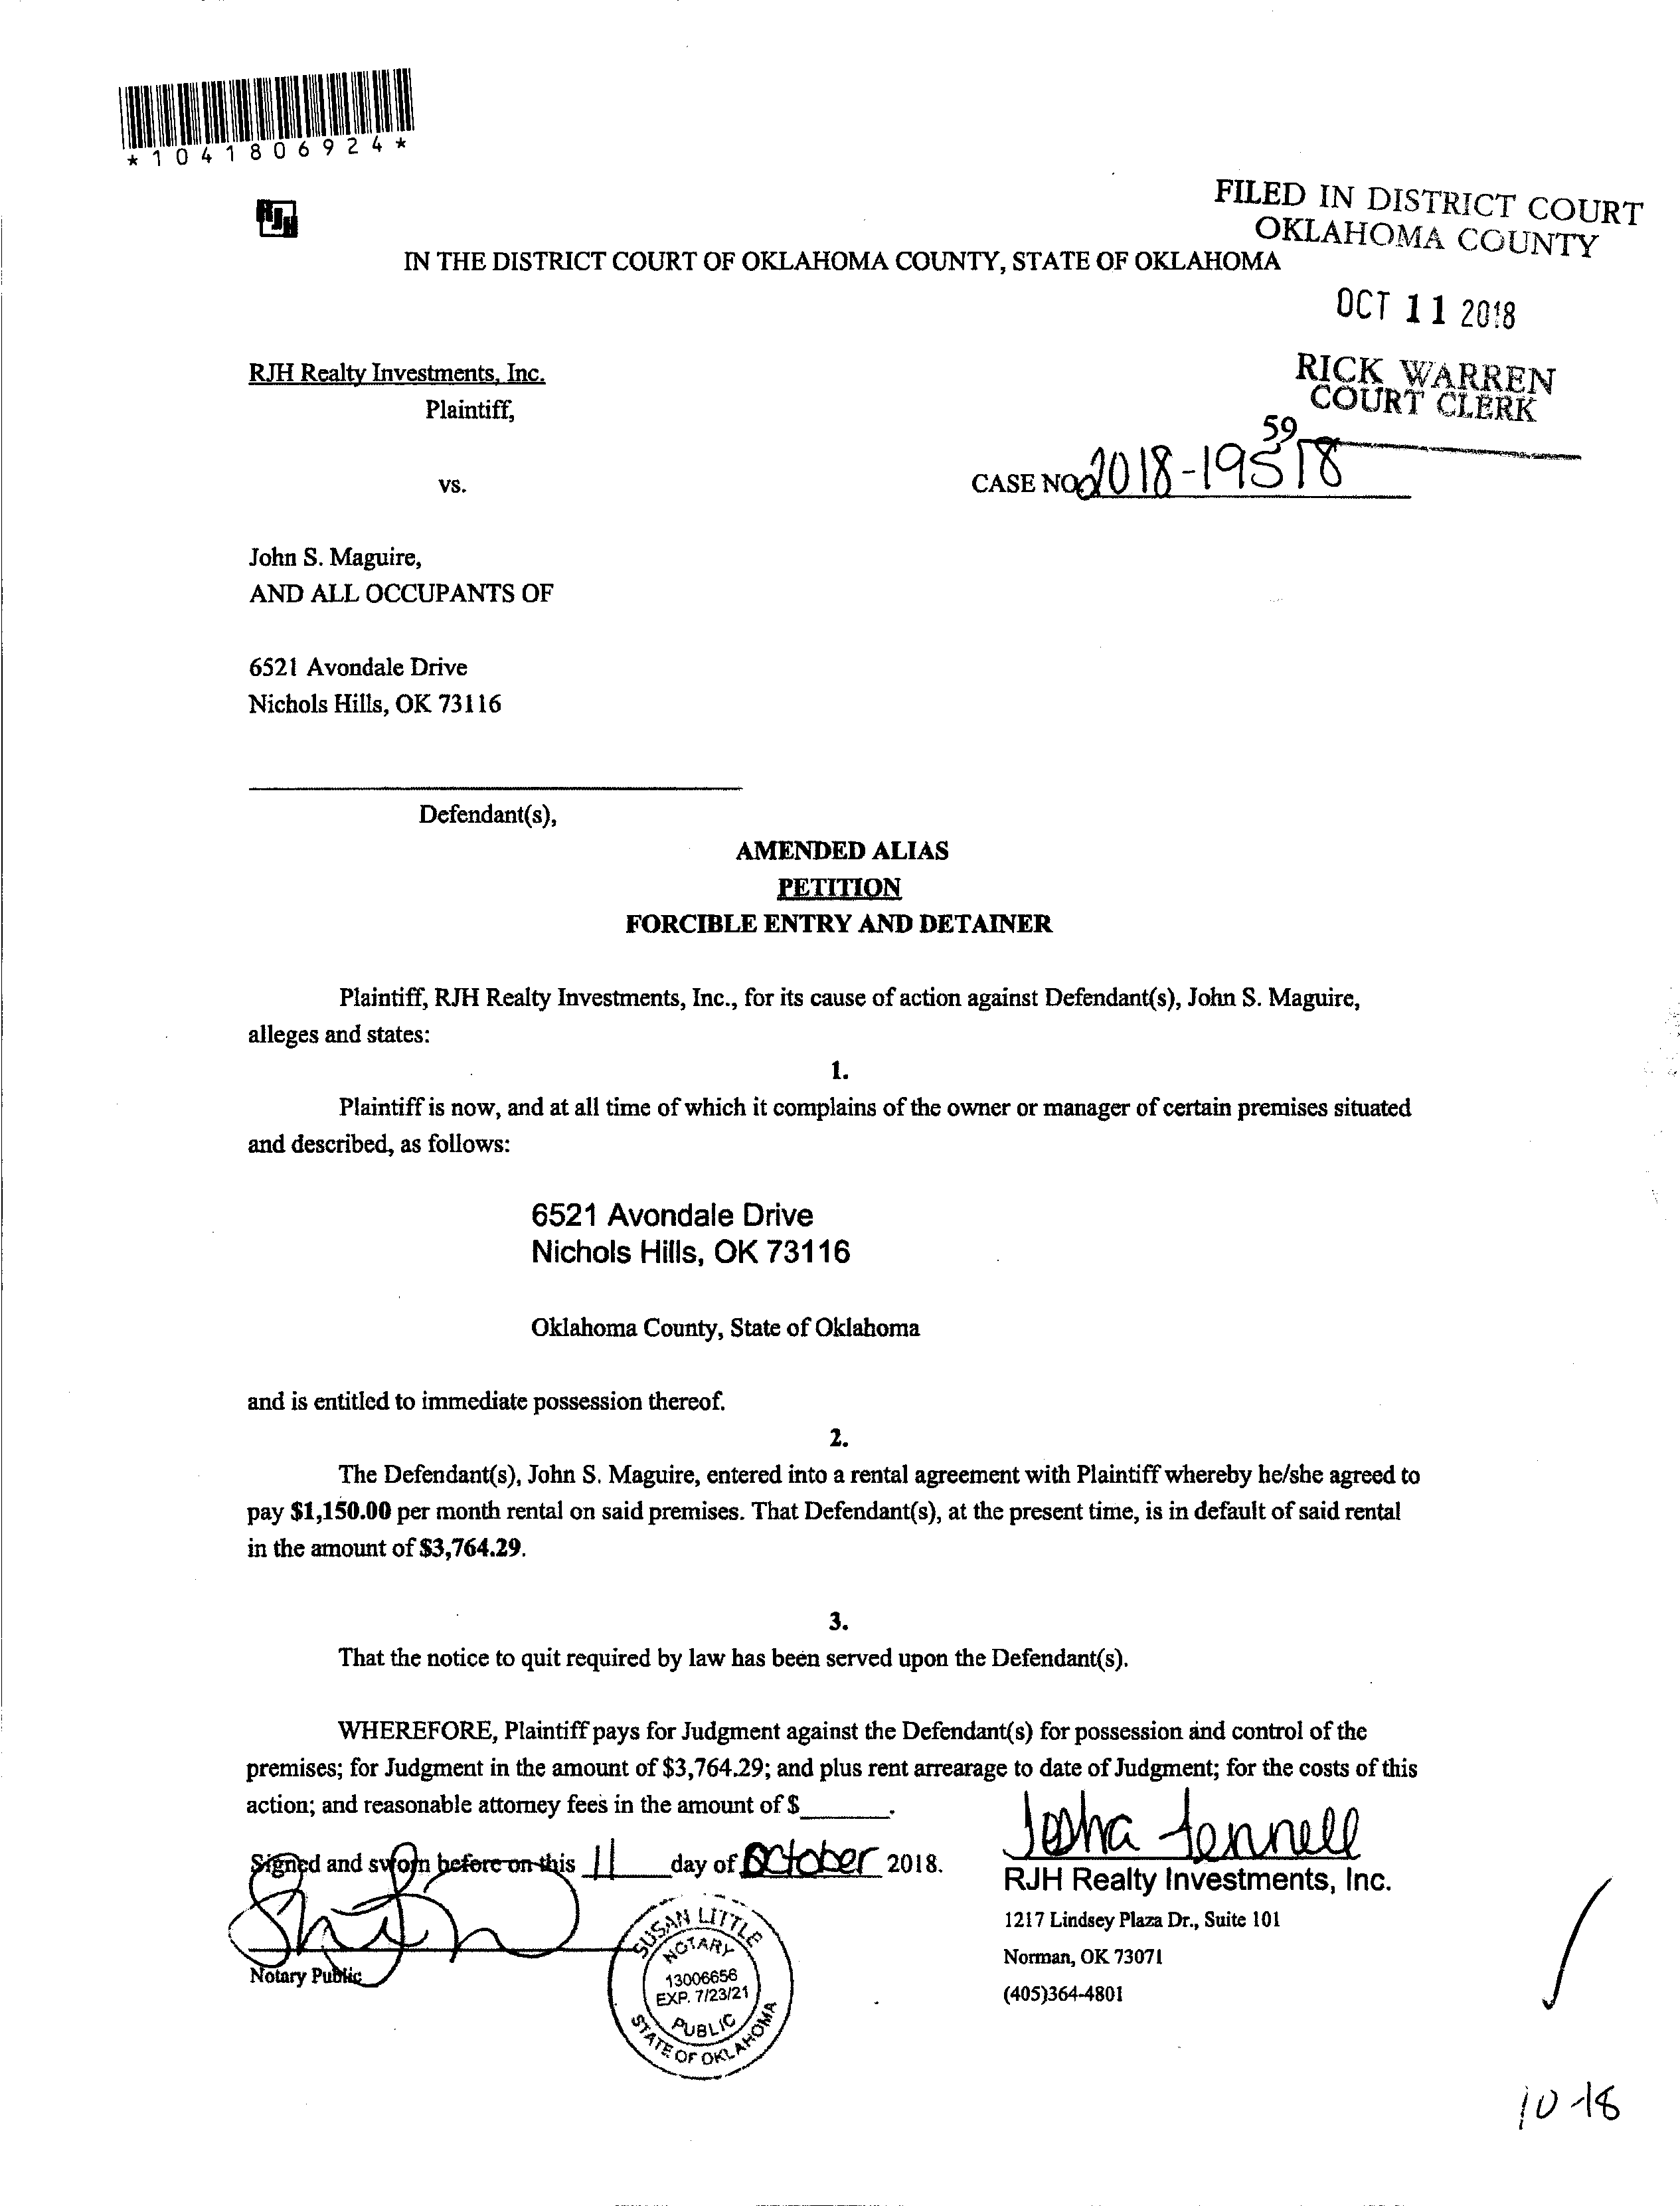 *1041806924*
RJH
FILED IN DISTRICT COURT
OKLAHOMA COUNTY
IN THE DISTRICT COURT OF OKLAHOMA COUNTY, STATE OF OKLAHOMA
OCT 11 2018
RJH Realty Investments, Inc.
Plaintiff,
RICK WARREN
COURT CLERK
59
vs.
CASE NO. 2018-19518
John S. Maguire,
AND ALL OCCUPANTS OF
6521 Avondale Drive
Nichols Hills, OK 73116
Defendant(s),
AMENDED ALIAS
PETITION
FORCIBLE ENTRY AND DETAINER
Plaintiff, RJH Realty Investments, Inc., for its cause of action against Defendant(s), John S. Maguire,
alleges and states:
1.
Plaintiff is now, and at all time of which it complains of the owner or manager of certain premises situated
and described, as follows:
6521 Avondale Drive
Nichols Hills, OK 73116
Oklahoma County, State of Oklahoma
and is entitled to immediate possession thereof.
2.
The Defendant(s), John S. Maguire, entered into a rental agreement with Plaintiff whereby he/she agreed to
pay $1,150.00 per month rental on said premises. That Defendant(s), at the present time, is in default of said rental
in the amount of $3,764.29.
3.
That the notice to quit required by law has been served upon the Defendant(s).
WHEREFORE, Plaintiff pays for Judgment against the Defendant(s) for possession and control of the
premises; for Judgment in the amount of $3,764.29; and plus rent arrearage to date of Judgment; for the costs of this
action; and reasonable attorney fees in the amount of $________.
Signed and sworn before on this 11 day of October 2018.
RJH Realty Investments, Inc.
1217 Lindsey Plaza Dr., Suite 101
Norman, OK 73071
(405)364-4801
Notary Public
SUSAN LITTLE
NOTARY
13006656
EXP. 7/23/21
PUBLIC
STATE OF OKLAHOMA
10-18